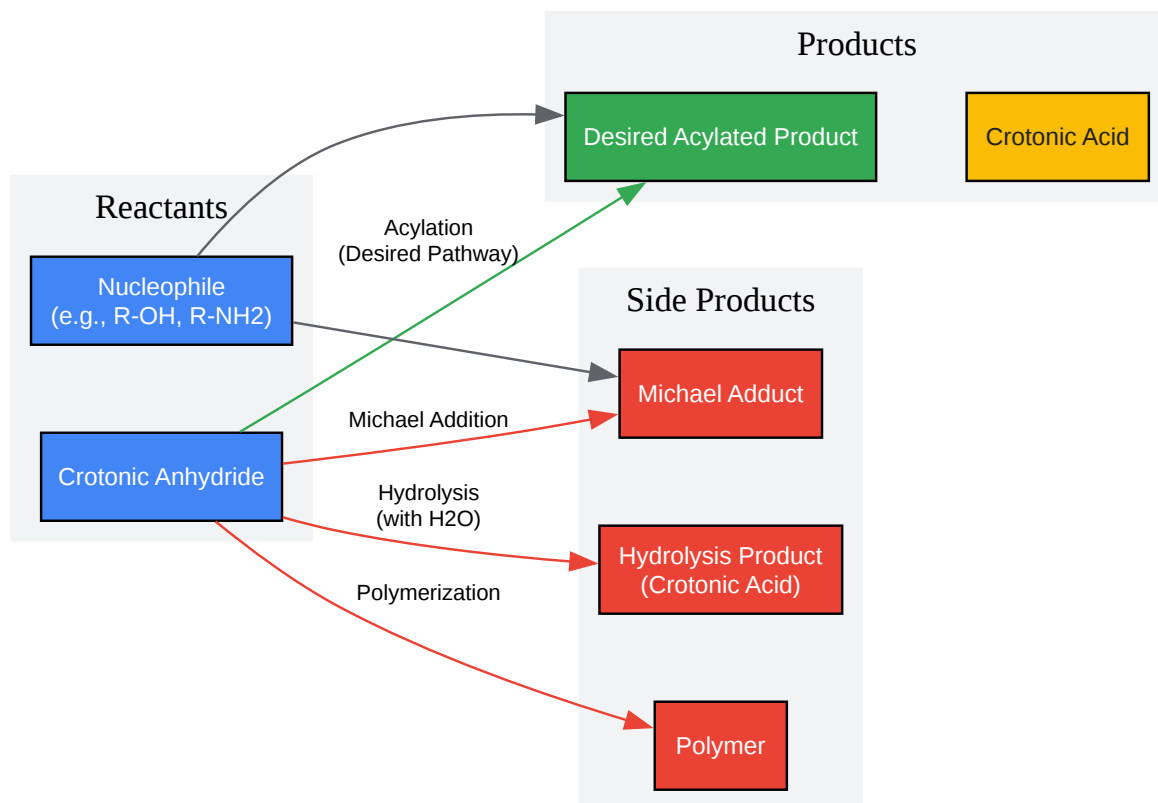 Products
Desired Acylated Product
Crotonic Acid
Reactants
Nucleophile
(e.g., R-OH, R-NH2)
Crotonic Anhydride
Acylation
(Desired Pathway)
Michael Addition
Hydrolysis
(with H2O)
Polymerization
Side Products
Michael Adduct
Hydrolysis Product
(Crotonic Acid)
Polymer